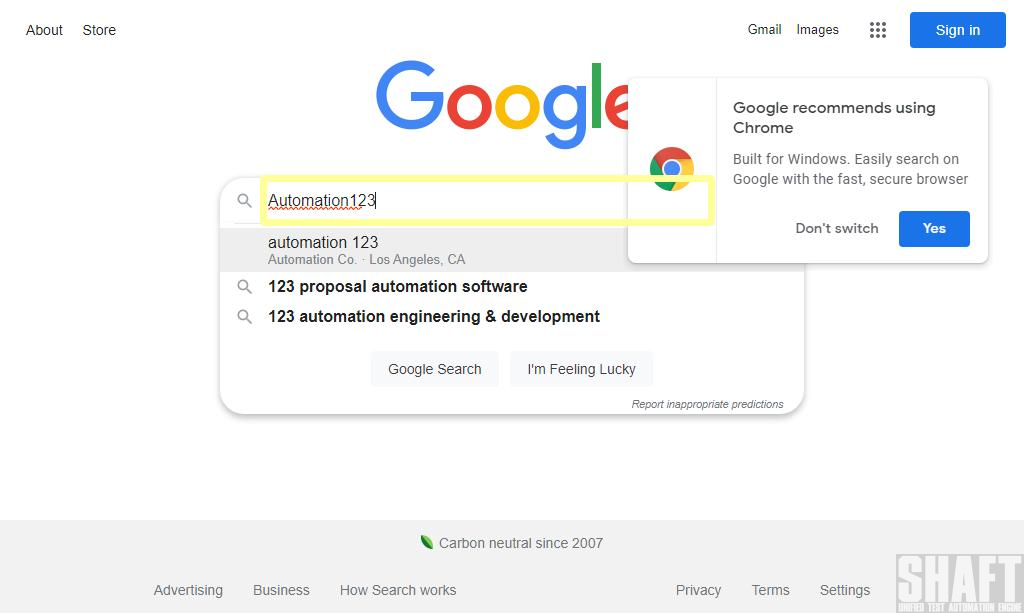 About Store
Gmail Images
Sign in
Google
Google recommends using
Chrome
Built for Windows. Easily search on
Google with the fast, secure browser
Don't switch
Yes
Automation123
automation 123
Automation Co. · Los Angeles, CA
123 proposal automation software
123 automation engineering & development
Google Search
I'm Feeling Lucky
Report inappropriate predictions
Carbon neutral since 2007
Advertising Business How Search works
Privacy Terms Settings
SHAFT
UNIFIED TEST AUTOMATION ENGINE